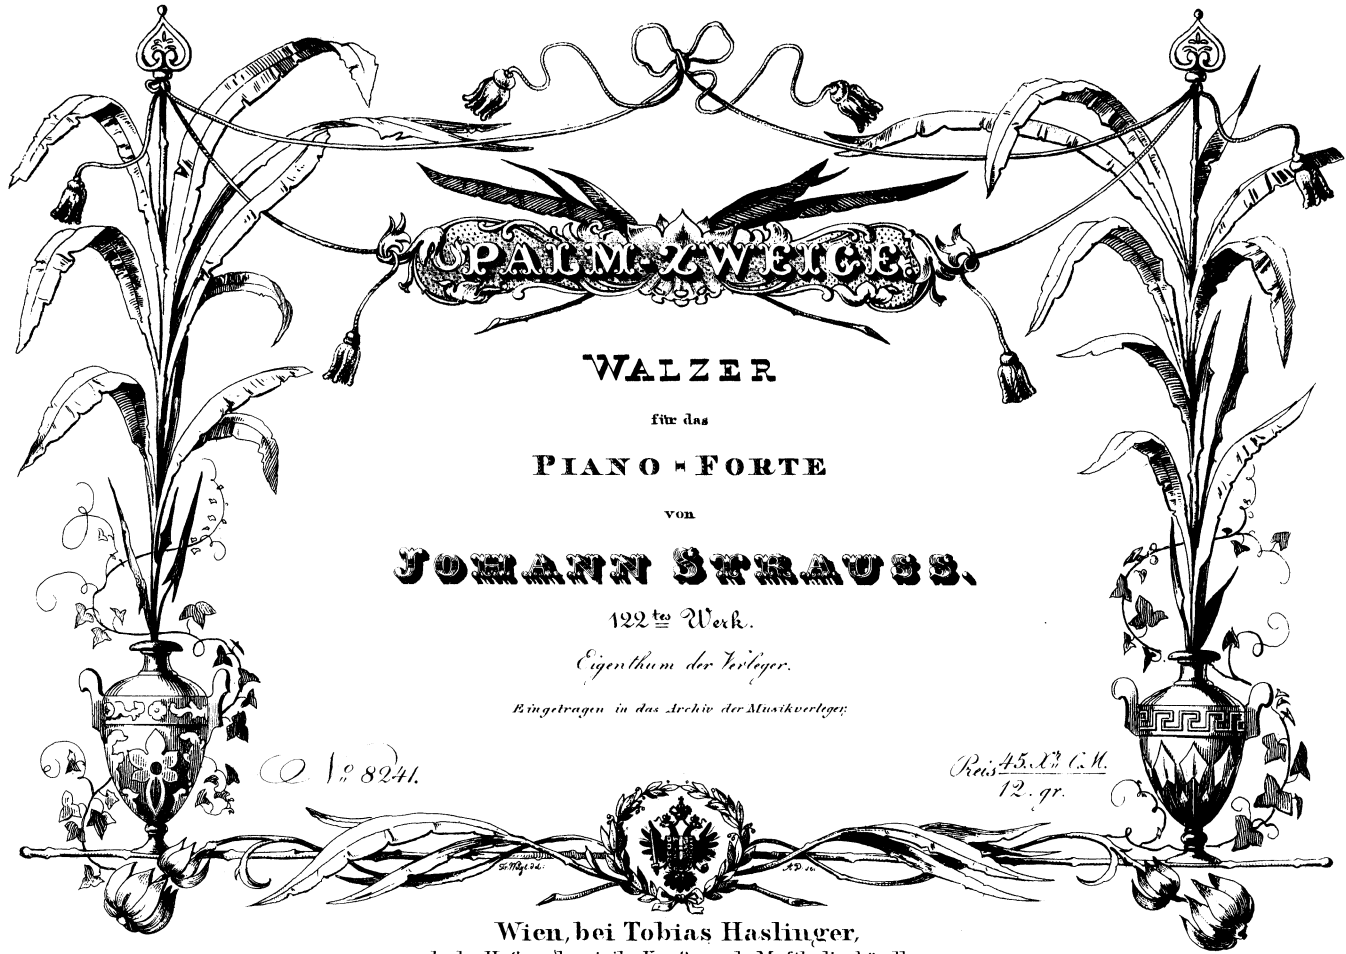 PALM-ZWEIGE.
WALZER
für das
PIANO-FORTE
von
JOHANN STRAUSS.
122tes Werk.
Eigenthum der Verleger.
Eingetragen in das Archiv der Musikverleger.
No 8241.
Preis 45.Xr C.M.
12. gr.
Wien, bei Tobias Haslinger,